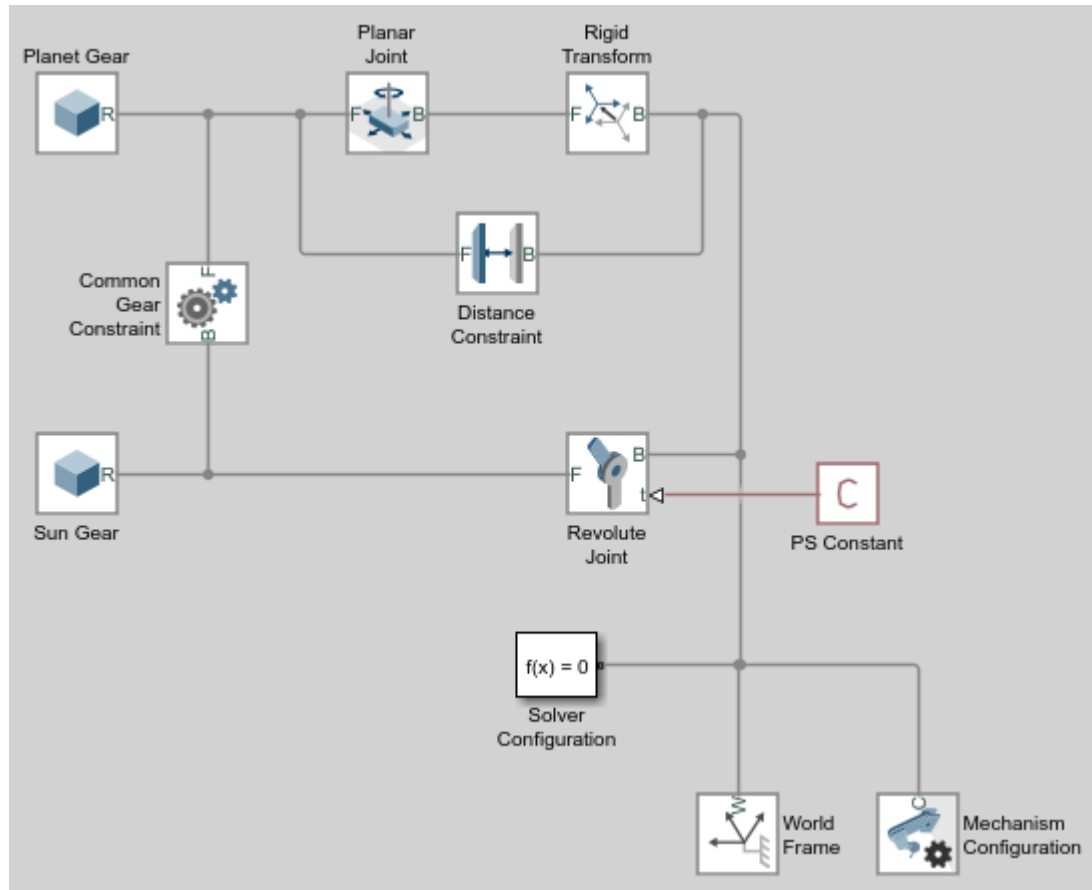 Planet Gear
R
Planar
Joint
F B
Rigid
Transform
F B
F B
Distance
Constraint
Common
Gear
Constraint
F
B
R
Sun Gear
F B
t
Revolute
Joint
C
PS Constant
f(x) = 0
Solver
Configuration
W
World
Frame
C
Mechanism
Configuration